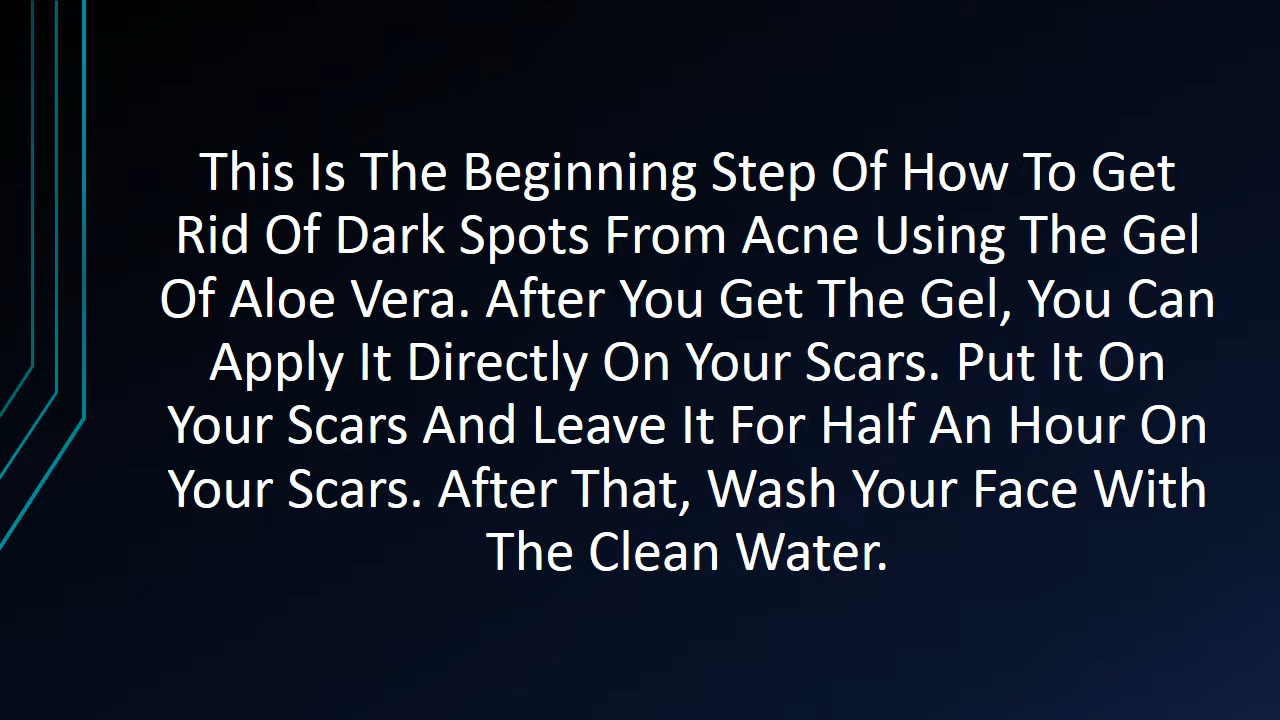 This Is The Beginning Step Of How To Get
Rid Of Dark Spots From Acne Using The Gel
Of Aloe Vera. After You Get The Gel, You Can
Apply It Directly On Your Scars. Put It On
Your Scars And Leave It For Half An Hour On
Your Scars. After That, Wash Your Face With
The Clean Water.